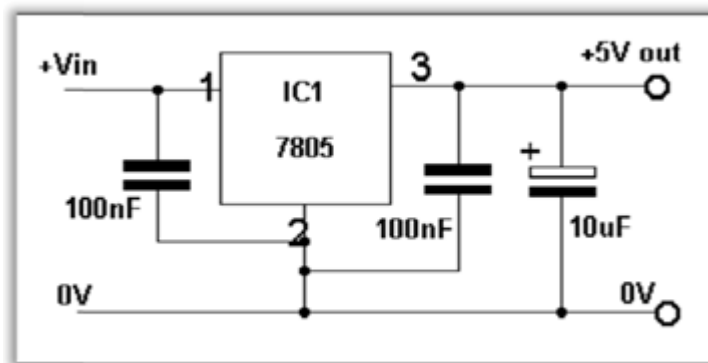 +Vin
1
IC1
7805
3
+5V out
100nF
2
100nF
+
10uF
0V
0V